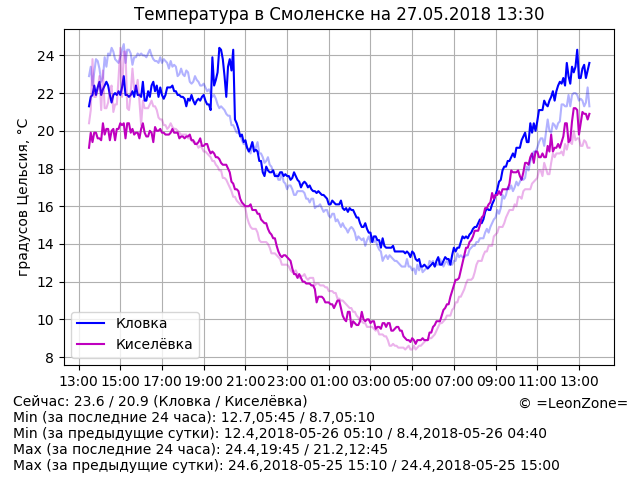 Температура в Смоленске на 27.05.2018 13:30
градусов Цельсия, °C
24
22
20
18
16
14
12
10
8
Кловка
Киселёвка
13:00 15:00 17:00 19:00 21:00 23:00 01:00 03:00 05:00 07:00 09:00 11:00 13:00
Сейчас: 23.6 / 20.9 (Кловка / Киселёвка)
© =LeonZone=
Min (за последние 24 часа): 12.7,05:45 / 8.7,05:10
Min (за предыдущие сутки): 12.4,2018-05-26 05:10 / 8.4,2018-05-26 04:40
Max (за последние 24 часа): 24.4,19:45 / 21.2,12:45
Max (за предыдущие сутки): 24.6,2018-05-25 15:10 / 24.4,2018-05-25 15:00